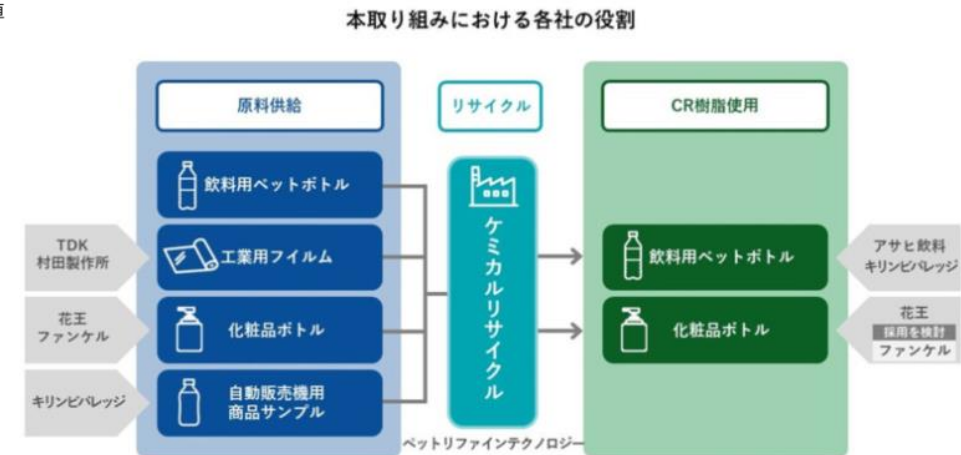 本取り組みにおける各社の役割
原料供給
リサイクル
CR樹脂使用
飲料用ペットボトル
工業用フイルム
化粧品ボトル
自動販売機用
商品サンプル
TDK
村田製作所
花王
ファンケル
キリンビバレッジ
ケミカルリサイクル
ペットリファインテクノロジー
飲料用ペットボトル
化粧品ボトル
アサヒ飲料
キリンビバレッジ
花王
採用を検討
ファンケル